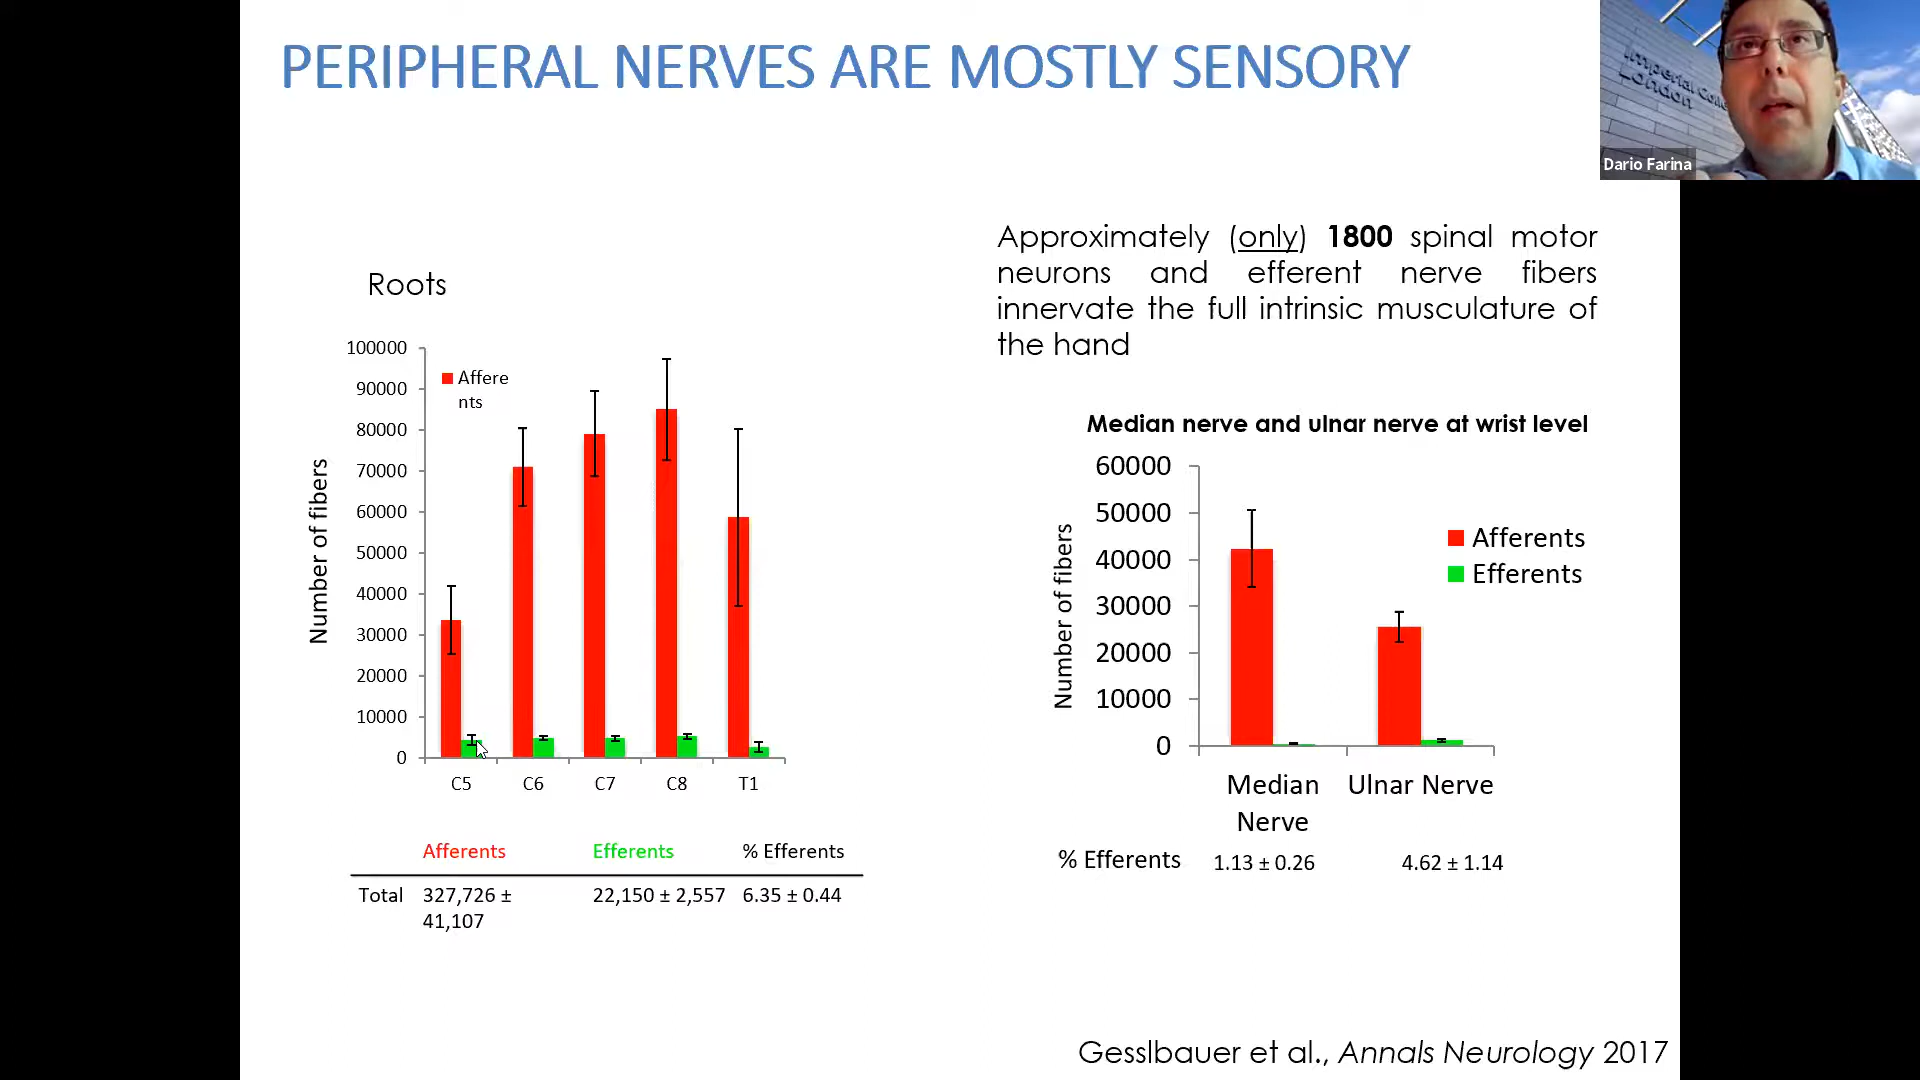 PERIPHERAL NERVES ARE MOSTLY SENSORY
Imperial Colle
London
Dario Farina
Approximately (only) 1800 spinal motor
neurons and efferent nerve fibers
innervate the full intrinsic musculature of
the hand
Roots
100000
90000
80000
70000
60000
50000
40000
30000
20000
10000
0
Number of fibers
Affere
nts
C5 C6 C7 C8 T1
Afferents Efferents % Efferents
Total 327,726 ± 22,150 ± 2,557 6.35 ± 0.44
41,107
Median nerve and ulnar nerve at wrist level
60000
50000
40000
30000
20000
10000
0
Number of fibers
Afferents
Efferents
Median Ulnar Nerve
Nerve
% Efferents 1.13 ± 0.26 4.62 ± 1.14
Gesslbauer et al., Annals Neurology 2017